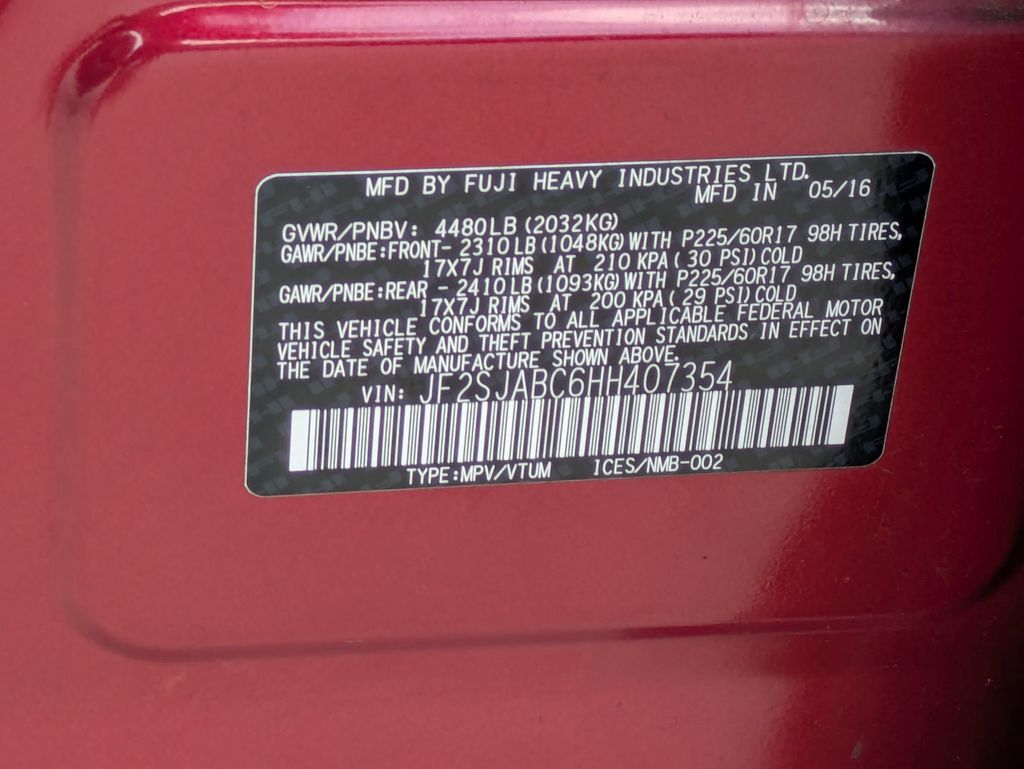 MFD BY FUJI HEAVY INDUSTRIES LTD.
MFD IN 05/16
GVWR/PNBV: 4480LB (2032KG)
GAWR/PNBE:FRONT- 2310LB (1048KG) WITH P225/60R17 98H TIRES,
17X7J RIMS AT 210 KPA ( 30 PSI) COLD
GAWR/PNBE:REAR - 2410LB (1093KG) WITH P225/60R17 98H TIRES,
17X7J RIMS AT 200 KPA ( 29 PSI) COLD
THIS VEHICLE CONFORMS TO ALL APPLICABLE FEDERAL MOTOR
VEHICLE SAFETY AND THEFT PREVENTION STANDARDS IN EFFECT ON
THE DATE OF MANUFACTURE SHOWN ABOVE.
VIN: JF2SJABC6HH407354
TYPE:MPV/VTUM ICES/NMB-002